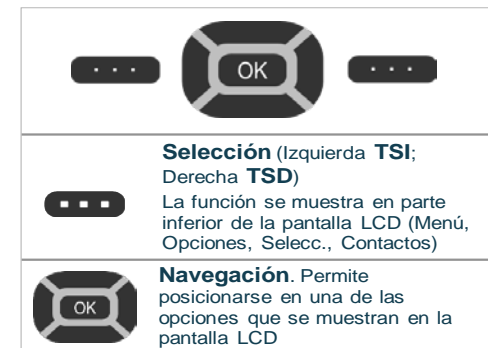 OK
Selección (Izquierda TSI;
Derecha TSD)
La función se muestra en parte
inferior de la pantalla LCD (Menú,
Opciones, Selecc., Contactos)
OK
Navegación. Permite
posicionarse en una de las
opciones que se muestran en la
pantalla LCD